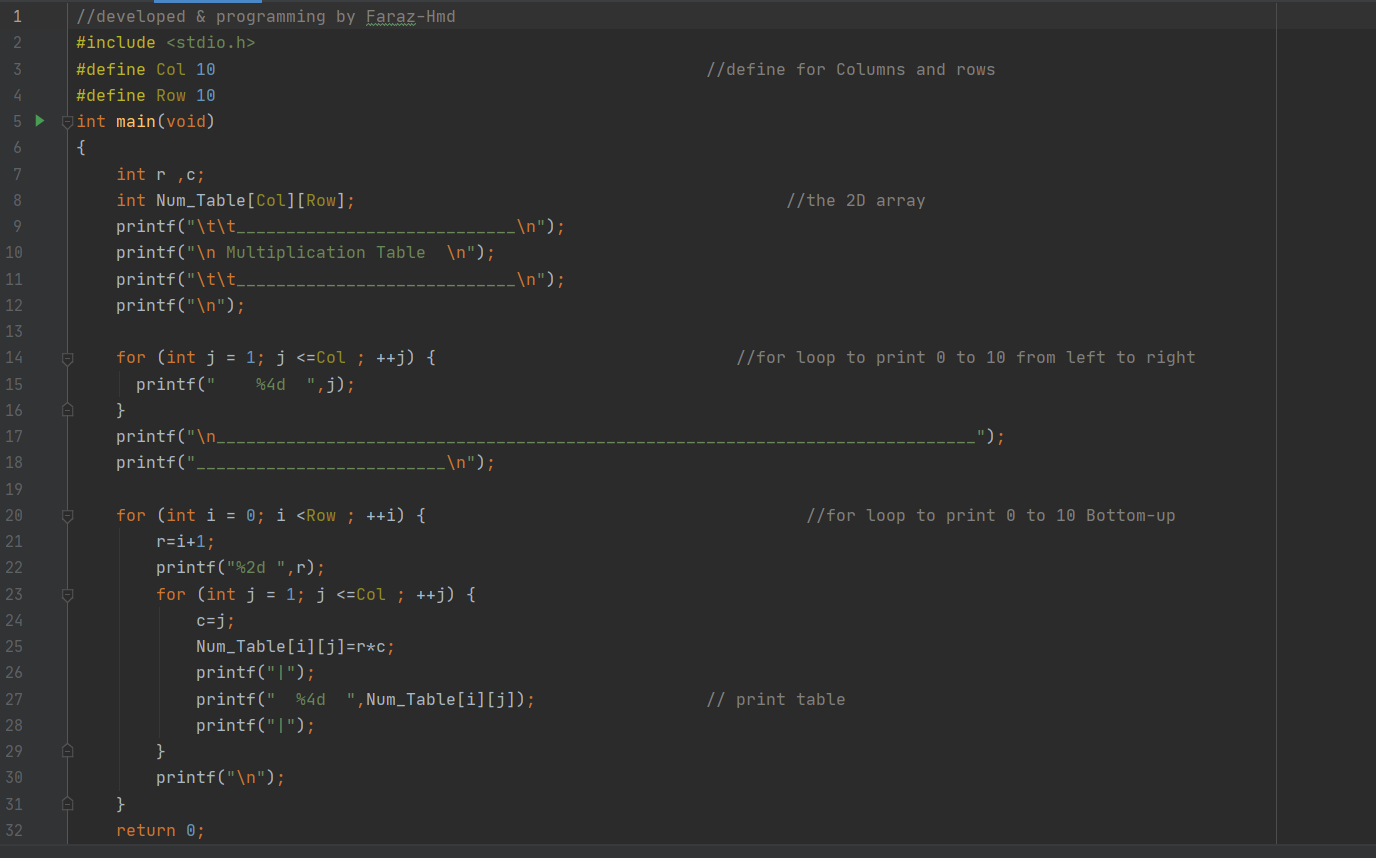 1 //developed & programming by Faraz-Hmd
2 #include <stdio.h>
3 #define Col 10                                                 //define for Columns and rows
4 #define Row 10
5 int main(void)
6 {
7     int r ,c;
8     int Num_Table[Col][Row];                                           //the 2D array
9     printf("\t\t____________________________\n");
10     printf("\n Multiplication Table  \n");
11     printf("\t\t____________________________\n");
12     printf("\n");
13
14     for (int j = 1; j <=Col ; ++j) {                              //for loop to print 0 to 10 from left to right
15       printf("    %4d  ",j);
16     }
17     printf("\n____________________________________________________________________________");
18     printf("_________________________\n");
19
20     for (int i = 0; i <Row ; ++i) {                                      //for loop to print 0 to 10 Bottom-up
21         r=i+1;
22         printf("%2d ",r);
23         for (int j = 1; j <=Col ; ++j) {
24             c=j;
25             Num_Table[i][j]=r*c;
26             printf("|");
27             printf("  %4d  ",Num_Table[i][j]);                 // print table
28             printf("|");
29         }
30         printf("\n");
31     }
32     return 0;